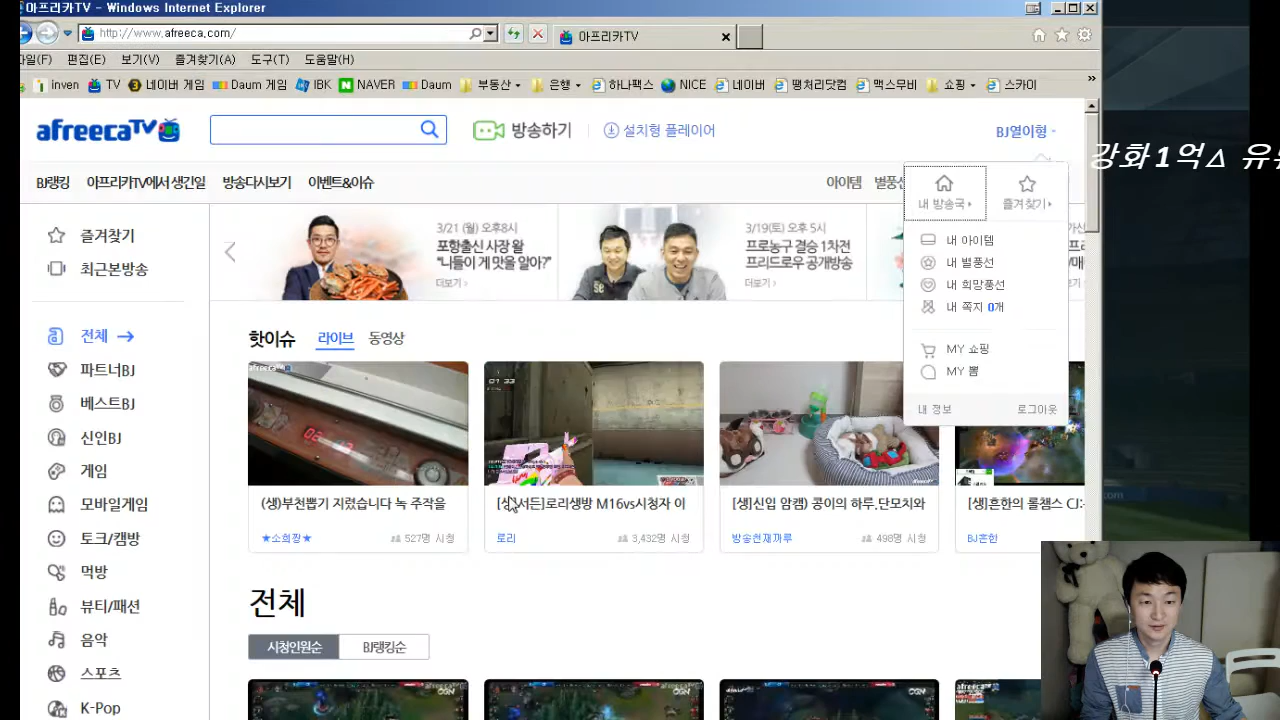 아프리카TV - Windows Internet Explorer
http://www.afreeca.com/
아프리카TV
편집(E) 보기(V) 즐겨찾기(A) 도구(T) 도움말(H)
Inven TV 네이버 게임 Daum 게임 IBK NAVER Daum 부동산 은행 하나팩스 NICE 네이버 땡처리닷컴 맥스무비 쇼핑 스카이
afreecaTV
방송하기
설치형 플레이어
BJ열이형
강화1억△
BJ랭킹 아프리카TV에서 생긴일 방송다시보기 이벤트&이슈
아이템 별풍선
내 방송국 즐겨찾기
내 아이템
내 별풍선
내 희망풍선
내 쪽지 0개
MY 쇼핑
MY 뽐
내 정보 로그아웃
즐겨찾기
최근본방송
3/21 (월) 오후8시
포항출신 사장 왈
"나들이 게 맛을 알아?"
더보기 >
3/19(토) 오후 5시
프로농구 결승 1차전
프리드로우 공개방송
더보기 >
전체
파트너BJ
베스트BJ
신인BJ
게임
모바일게임
토크/캠방
먹방
뷰티/패션
음악
스포츠
K-Pop
핫이슈 라이브 동영상
(생)부천뽑기 지렸습니다 녹 주작을
★소희짱★ 527명 시청
[생서든]로리생방 M16vs시청자 이
로리 3,432명 시청
[생]신입 암캠) 콩이의 하루.단모치와
방송천재까루 498명 시청
[생]흔한의 롤챔스 CJ
BJ흔한
전체
시청인원순 BJ랭킹순